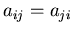 a_{ij} = a_{ji}